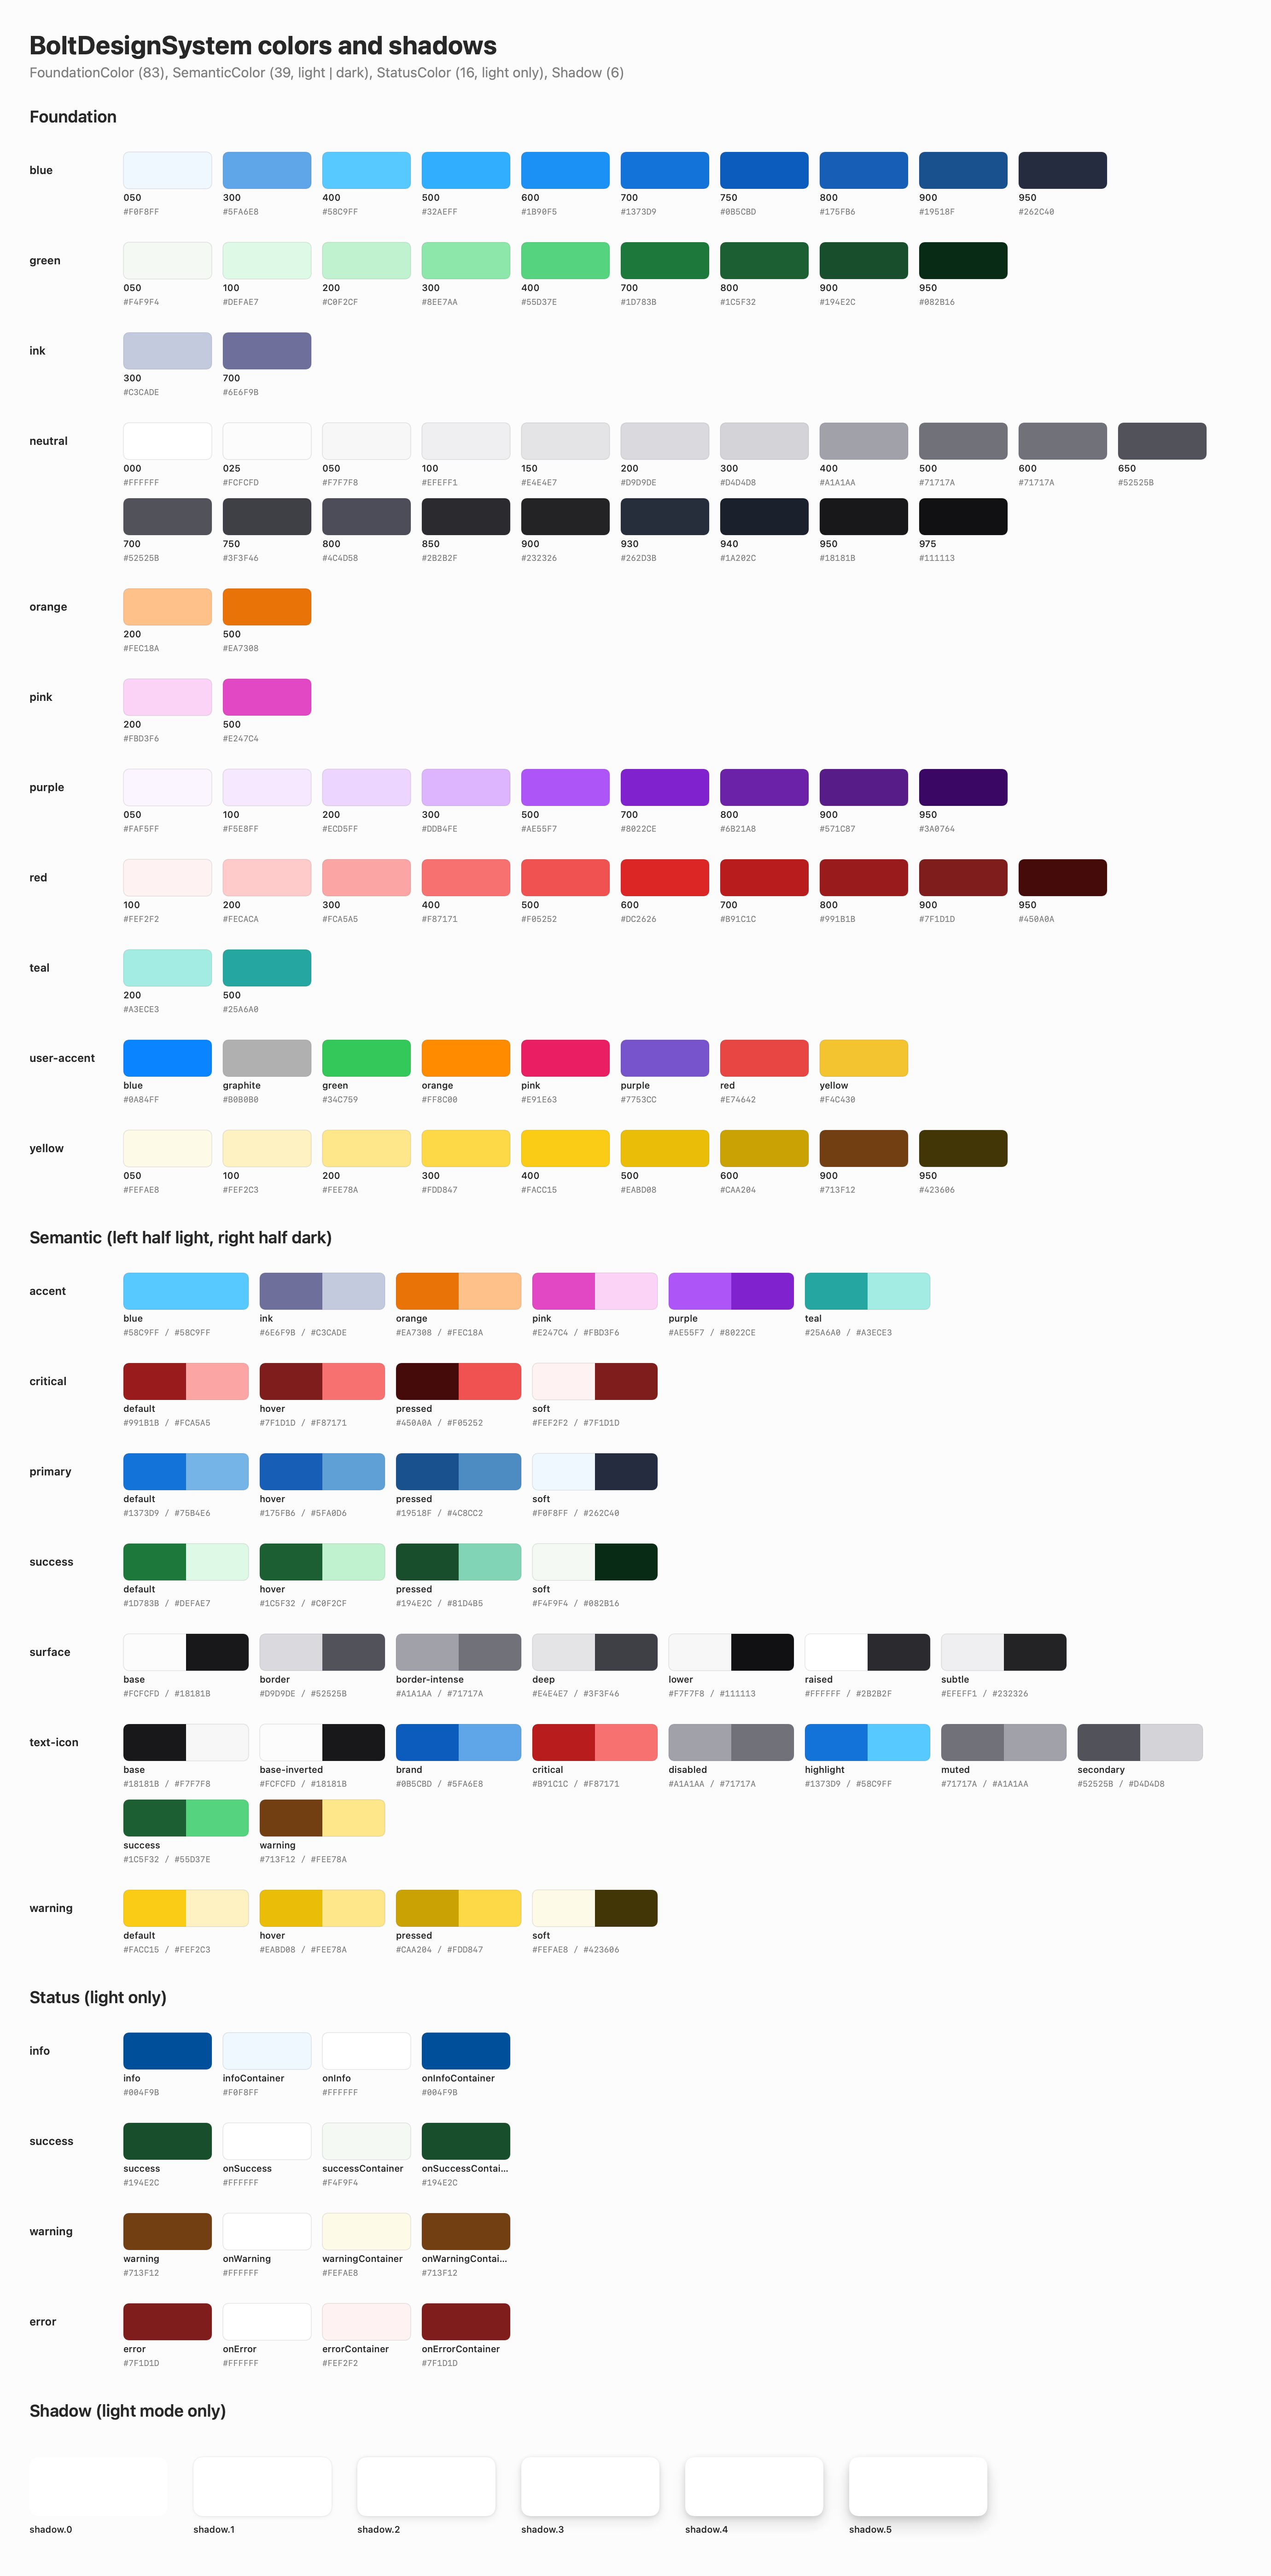 BoltDesignSystem colors and shadows
FoundationColor (83), SemanticColor (39, light | dark), StatusColor (16, light only), Shadow (6)
Foundation
blue
050 300 400 500 600 700 750 800 900 950
#F0F8FF #5FA6E8 #58C9FF #32AEFF #1B90F5 #1373D9 #0B5CBD #175FB6 #19518F #262C40
green
050 100 200 300 400 700 800 900 950
#F4F9F4 #DEFAE7 #C0F2CF #8EE7AA #55D37E #1D783B #1C5F32 #194E2C #082B16
ink
300 700
#C3CADE #6E6F9B
neutral
000 025 050 100 150 200 300 400 500 600 650
#FFFFFF #FCFCFD #F7F7F8 #EFEFF1 #E4E4E7 #D9D9DE #D4D4D8 #A1A1AA #71717A #71717A #52525B
700 750 800 850 900 930 940 950 975
#52525B #3F3F46 #4C4D58 #2B2B2F #232326 #262D3B #1A202C #18181B #111113
orange
200 500
#FEC18A #EA7308
pink
200 500
#FBD3F6 #E247C4
purple
050 100 200 300 500 700 800 900 950
#FAF5FF #F5E8FF #ECD5FF #DDB4FE #AE55F7 #8022CE #6B21A8 #571C87 #3A0764
red
100 200 300 400 500 600 700 800 900 950
#FEF2F2 #FECACA #FCA5A5 #F87171 #F05252 #DC2626 #B91C1C #991B1B #7F1D1D #450A0A
teal
200 500
#A3ECE3 #25A6A0
user-accent
blue graphite green orange pink purple red yellow
#0A84FF #B0B0B0 #34C759 #FF8C00 #E91E63 #7753CC #E74642 #F4C430
yellow
050 100 200 300 400 500 600 900 950
#FEFAE8 #FEF2C3 #FEE78A #FDD847 #FACC15 #EABD08 #CAA204 #713F12 #423606
Semantic (left half light, right half dark)
accent
blue ink orange pink purple teal
#58C9FF / #58C9FF #6E6F9B / #C3CADE #EA7308 / #FEC18A #E247C4 / #FBD3F6 #AE55F7 / #8022CE #25A6A0 / #A3ECE3
critical
default hover pressed soft
#991B1B / #FCA5A5 #7F1D1D / #F87171 #450A0A / #F05252 #FEF2F2 / #7F1D1D
primary
default hover pressed soft
#1373D9 / #75B4E6 #175FB6 / #5FA0D6 #19518F / #4C8CC2 #F0F8FF / #262C40
success
default hover pressed soft
#1D783B / #DEFAE7 #1C5F32 / #C0F2CF #194E2C / #81D4B5 #F4F9F4 / #082B16
surface
base border border-intense deep lower raised subtle
#FCFCFD / #18181B #D9D9DE / #52525B #A1A1AA / #71717A #E4E4E7 / #3F3F46 #F7F7F8 / #111113 #FFFFFF / #2B2B2F #EFEFF1 / #232326
text-icon
base base-inverted brand critical disabled highlight muted secondary
#18181B / #F7F7F8 #FCFCFD / #18181B #0B5CBD / #5FA6E8 #B91C1C / #F87171 #A1A1AA / #71717A #1373D9 / #58C9FF #71717A / #A1A1AA #52525B / #D4D4D8
success warning
#1C5F32 / #55D37E #713F12 / #FEE78A
warning
default hover pressed soft
#FACC15 / #FEF2C3 #EABD08 / #FEE78A #CAA204 / #FDD847 #FEFAE8 / #423606
Status (light only)
info
info infoContainer onInfo onInfoContainer
#004F9B #F0F8FF #FFFFFF #004F9B
success
success onSuccess successContainer onSuccessContai...
#194E2C #FFFFFF #F4F9F4 #194E2C
warning
warning onWarning warningContainer onWarningContai...
#713F12 #FFFFFF #FEFAE8 #713F12
error
error onError errorContainer onErrorContainer
#7F1D1D #FFFFFF #FEF2F2 #7F1D1D
Shadow (light mode only)
shadow.0 shadow.1 shadow.2 shadow.3 shadow.4 shadow.5